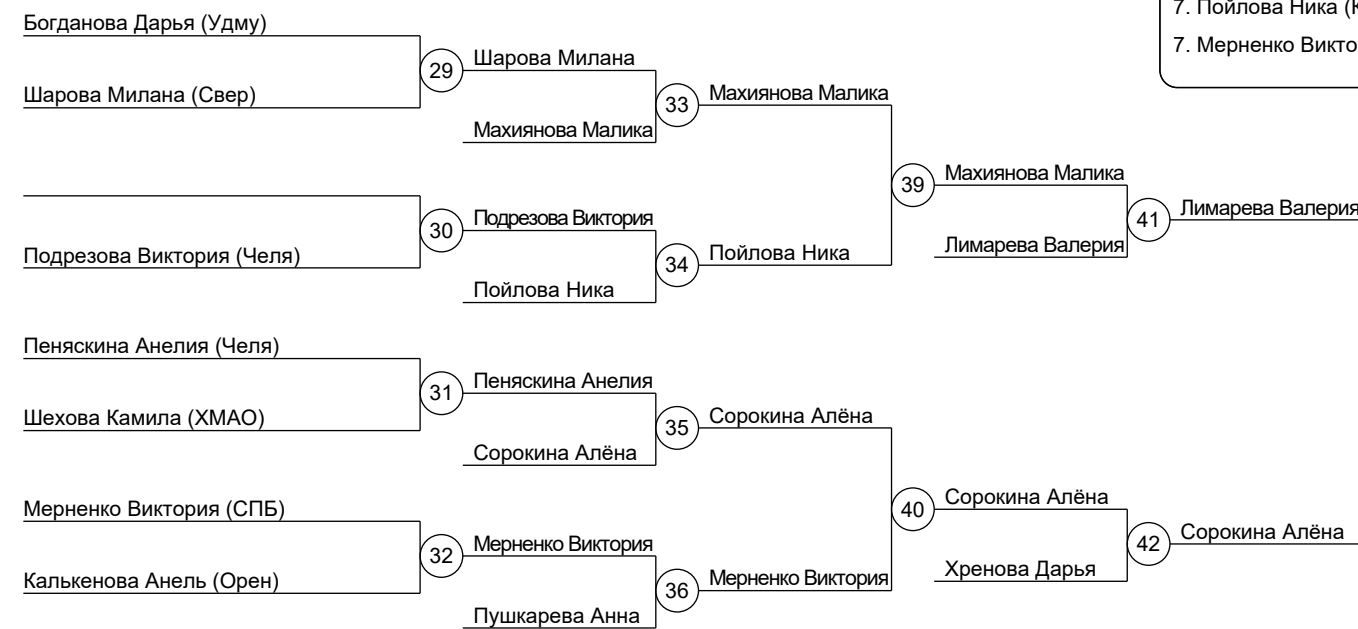 7. Пойлова Ника (К
Богданова Дарья (Удму)
7. Мерненко Викто
29
Шарова Милана
Шарова Милана (Свер)
33
Махиянова Малика
Махиянова Малика
39
Махиянова Малика
41
Лимарева Валерия
30
Подрезова Виктория
Подрезова Виктория (Челя)
34
Пойлова Ника
Лимарева Валерия
Пойлова Ника
Пеняскина Анелия (Челя)
31
Пеняскина Анелия
Шехова Камила (ХМАО)
35
Сорокина Алёна
Сорокина Алёна
Мерненко Виктория (СПБ)
40
Сорокина Алёна
42
Сорокина Алёна
32
Мерненко Виктория
Хренова Дарья
Калькенова Анель (Орен)
36
Мерненко Виктория
Пушкарева Анна